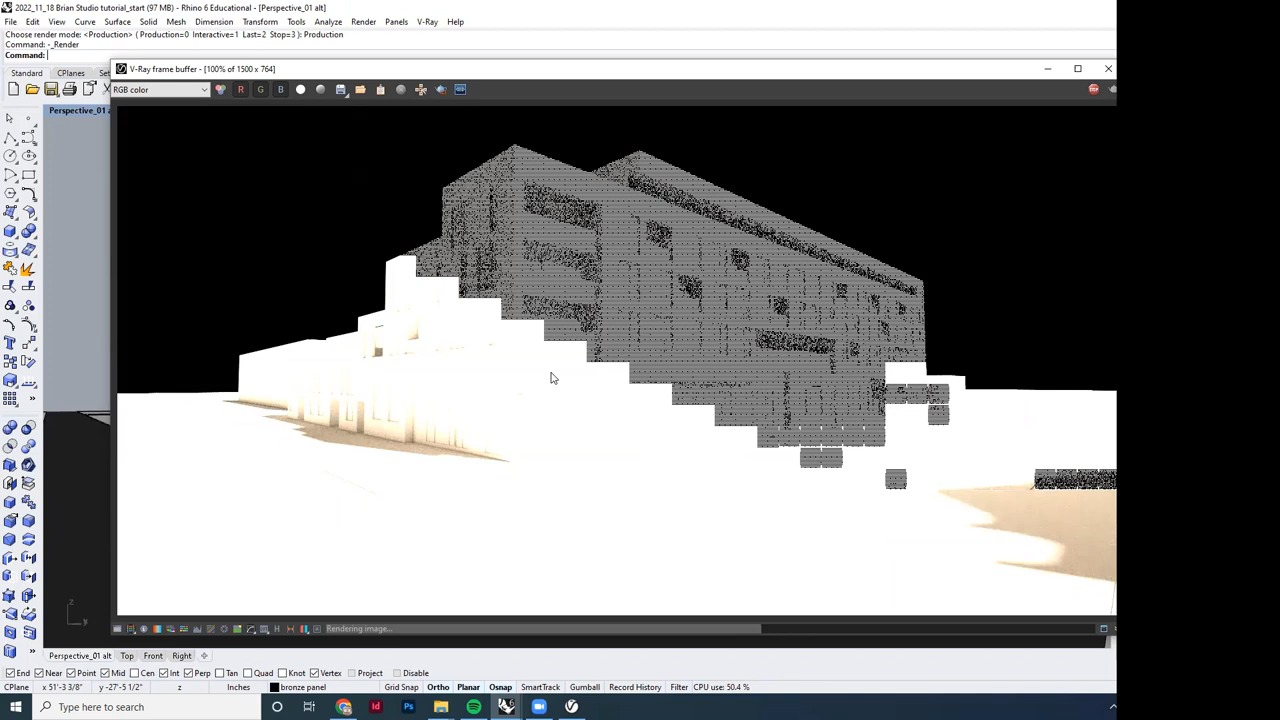 2022_11_18 Brian Studio tutorial_start (97 MB) - Rhino 6 Educational - [Perspective_01 alt]
File Edit View Curve Surface Solid Mesh Dimension Transform Tools Analyze Render Panels V-Ray Help
Choose render mode: <Production> ( Production=0 Interactive=1 Last=2 Stop=3 ): Production
Command: -_Render
Command:
Standard CPlanes Set
V-Ray frame buffer - [100% of 1500 x 764]
RGB color R G B
Perspective_01 a
z
y
Rendering image...
Perspective_01 alt Top Front Right
End Near Point Mid Cen Int Perp Tan Quad Knot Vertex Project Disable
CPlane x 51'-3 3/8" y -27'-5 1/2" z Inches bronze panel Grid Snap Ortho Planar Osnap SmartTrack Gumball Record History Filter CPU use: 50.4 %
Type here to search Id Ps